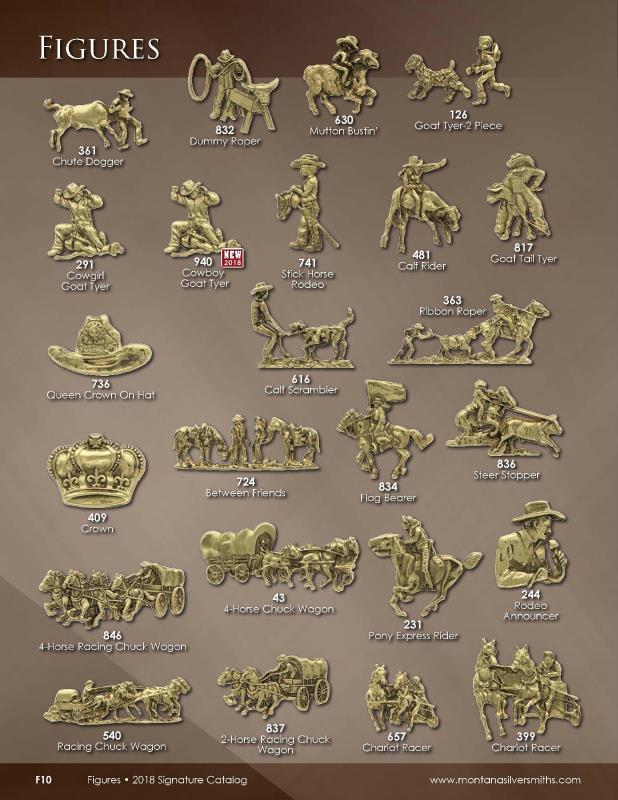 FIGURES
361
Chute Dogger
832
Dummy Roper
630
Mutton Bustin'
126
Goat Tyer-2 Piece
291
Cowgirl
Goat Tyer
940
Cowboy
Goat Tyer
NEW
2018
741
Stick Horse
Rodeo
481
Calf Rider
817
Goat Tail Tyer
736
Queen Crown On Hat
616
Calf Scrambler
363
Ribbon Roper
409
Crown
724
Between Friends
834
Flag Bearer
836
Steer Stopper
846
4-Horse Racing Chuck Wagon
43
4-Horse Chuck Wagon
231
Pony Express Rider
244
Rodeo
Announcer
540
Racing Chuck Wagon
837
2-Horse Racing Chuck
Wagon
657
Chariot Racer
399
Chariot Racer
F10 Figures • 2018 Signature Catalog www.montanasilversmiths.com